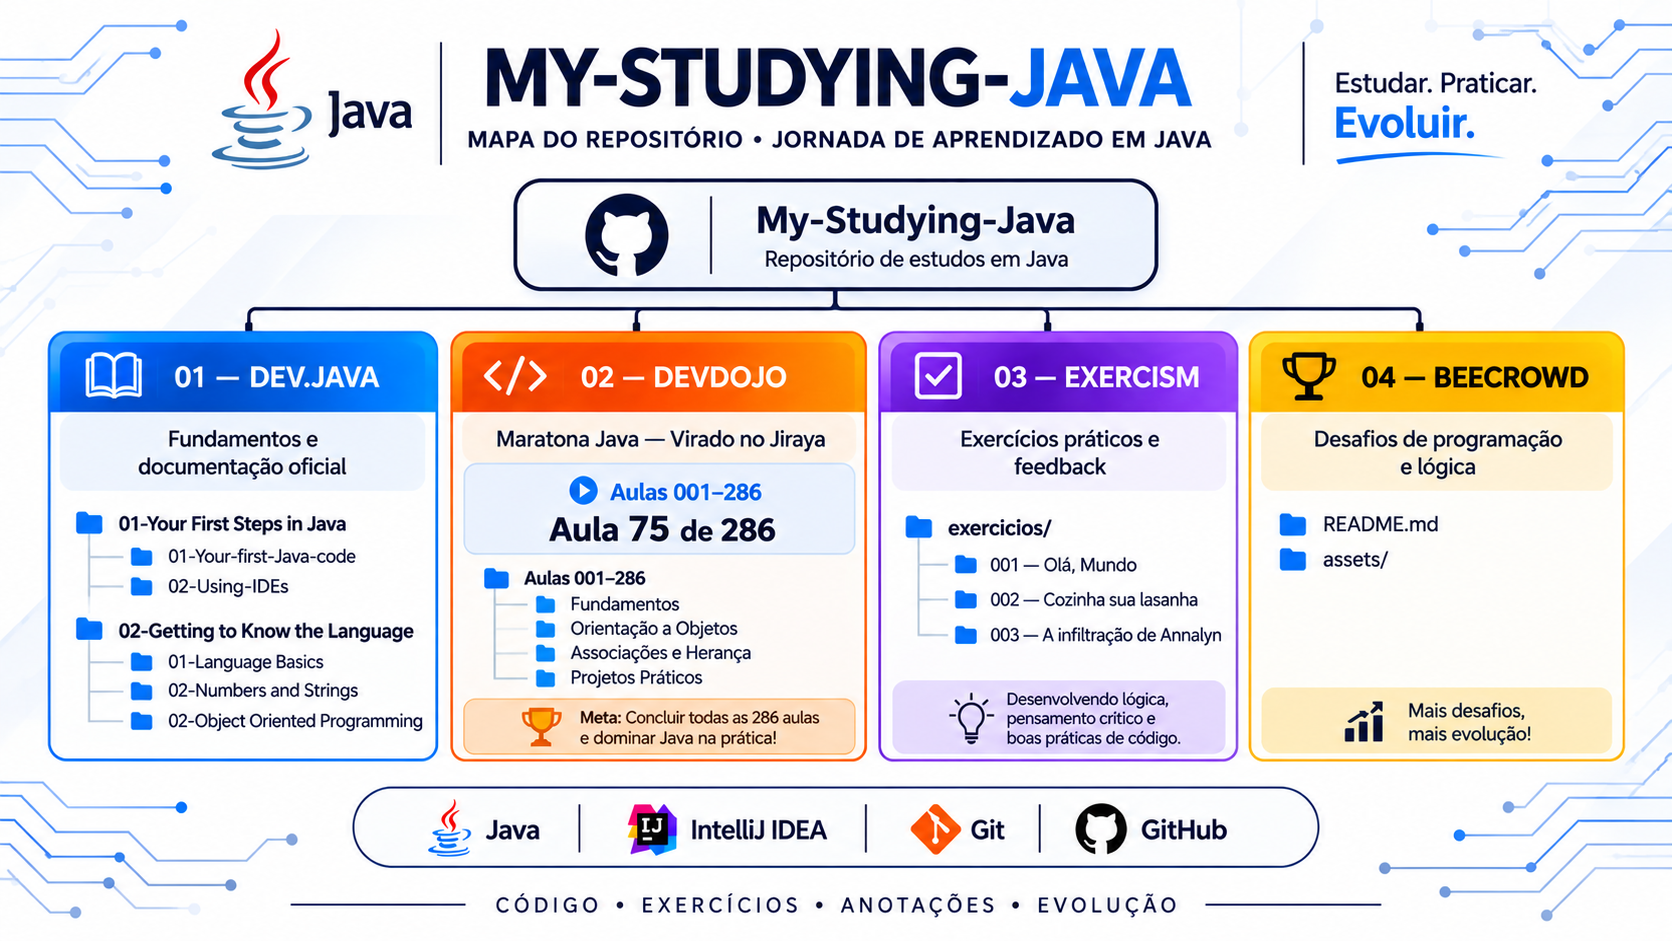 Java
MY-STUDYING-JAVA
MAPA DO REPOSITÓRIO • JORNADA DE APRENDIZADO EM JAVA
Estudar. Praticar.
Evoluir.
My-Studying-Java
Repositório de estudos em Java
01 — DEV.JAVA
Fundamentos e
documentação oficial
01-Your First Steps in Java
01-Your-first-Java-code
02-Using-IDEs
02-Getting to Know the Language
01-Language Basics
02-Numbers and Strings
02-Object Oriented Programming
</> 02 — DEVDOJO
Maratona Java — Virado no Jiraya
Aulas 001–286
Aula 75 de 286
Aulas 001–286
Fundamentos
Orientação a Objetos
Associações e Herança
Projetos Práticos
Meta: Concluir todas as 286 aulas
e dominar Java na prática!
03 — EXERCISM
Exercícios práticos e
feedback
exercicios/
001 — Olá, Mundo
002 — Cozinha sua lasanha
003 — A infiltração de Annalyn
Desenvolvendo lógica,
pensamento crítico e
boas práticas de código.
04 — BEECROWD
Desafios de programação
e lógica
README.md
assets/
Mais desafios,
mais evolução!
Java
IJ IntelliJ IDEA
Git
GitHub
CÓDIGO • EXERCÍCIOS • ANOTAÇÕES • EVOLUÇÃO